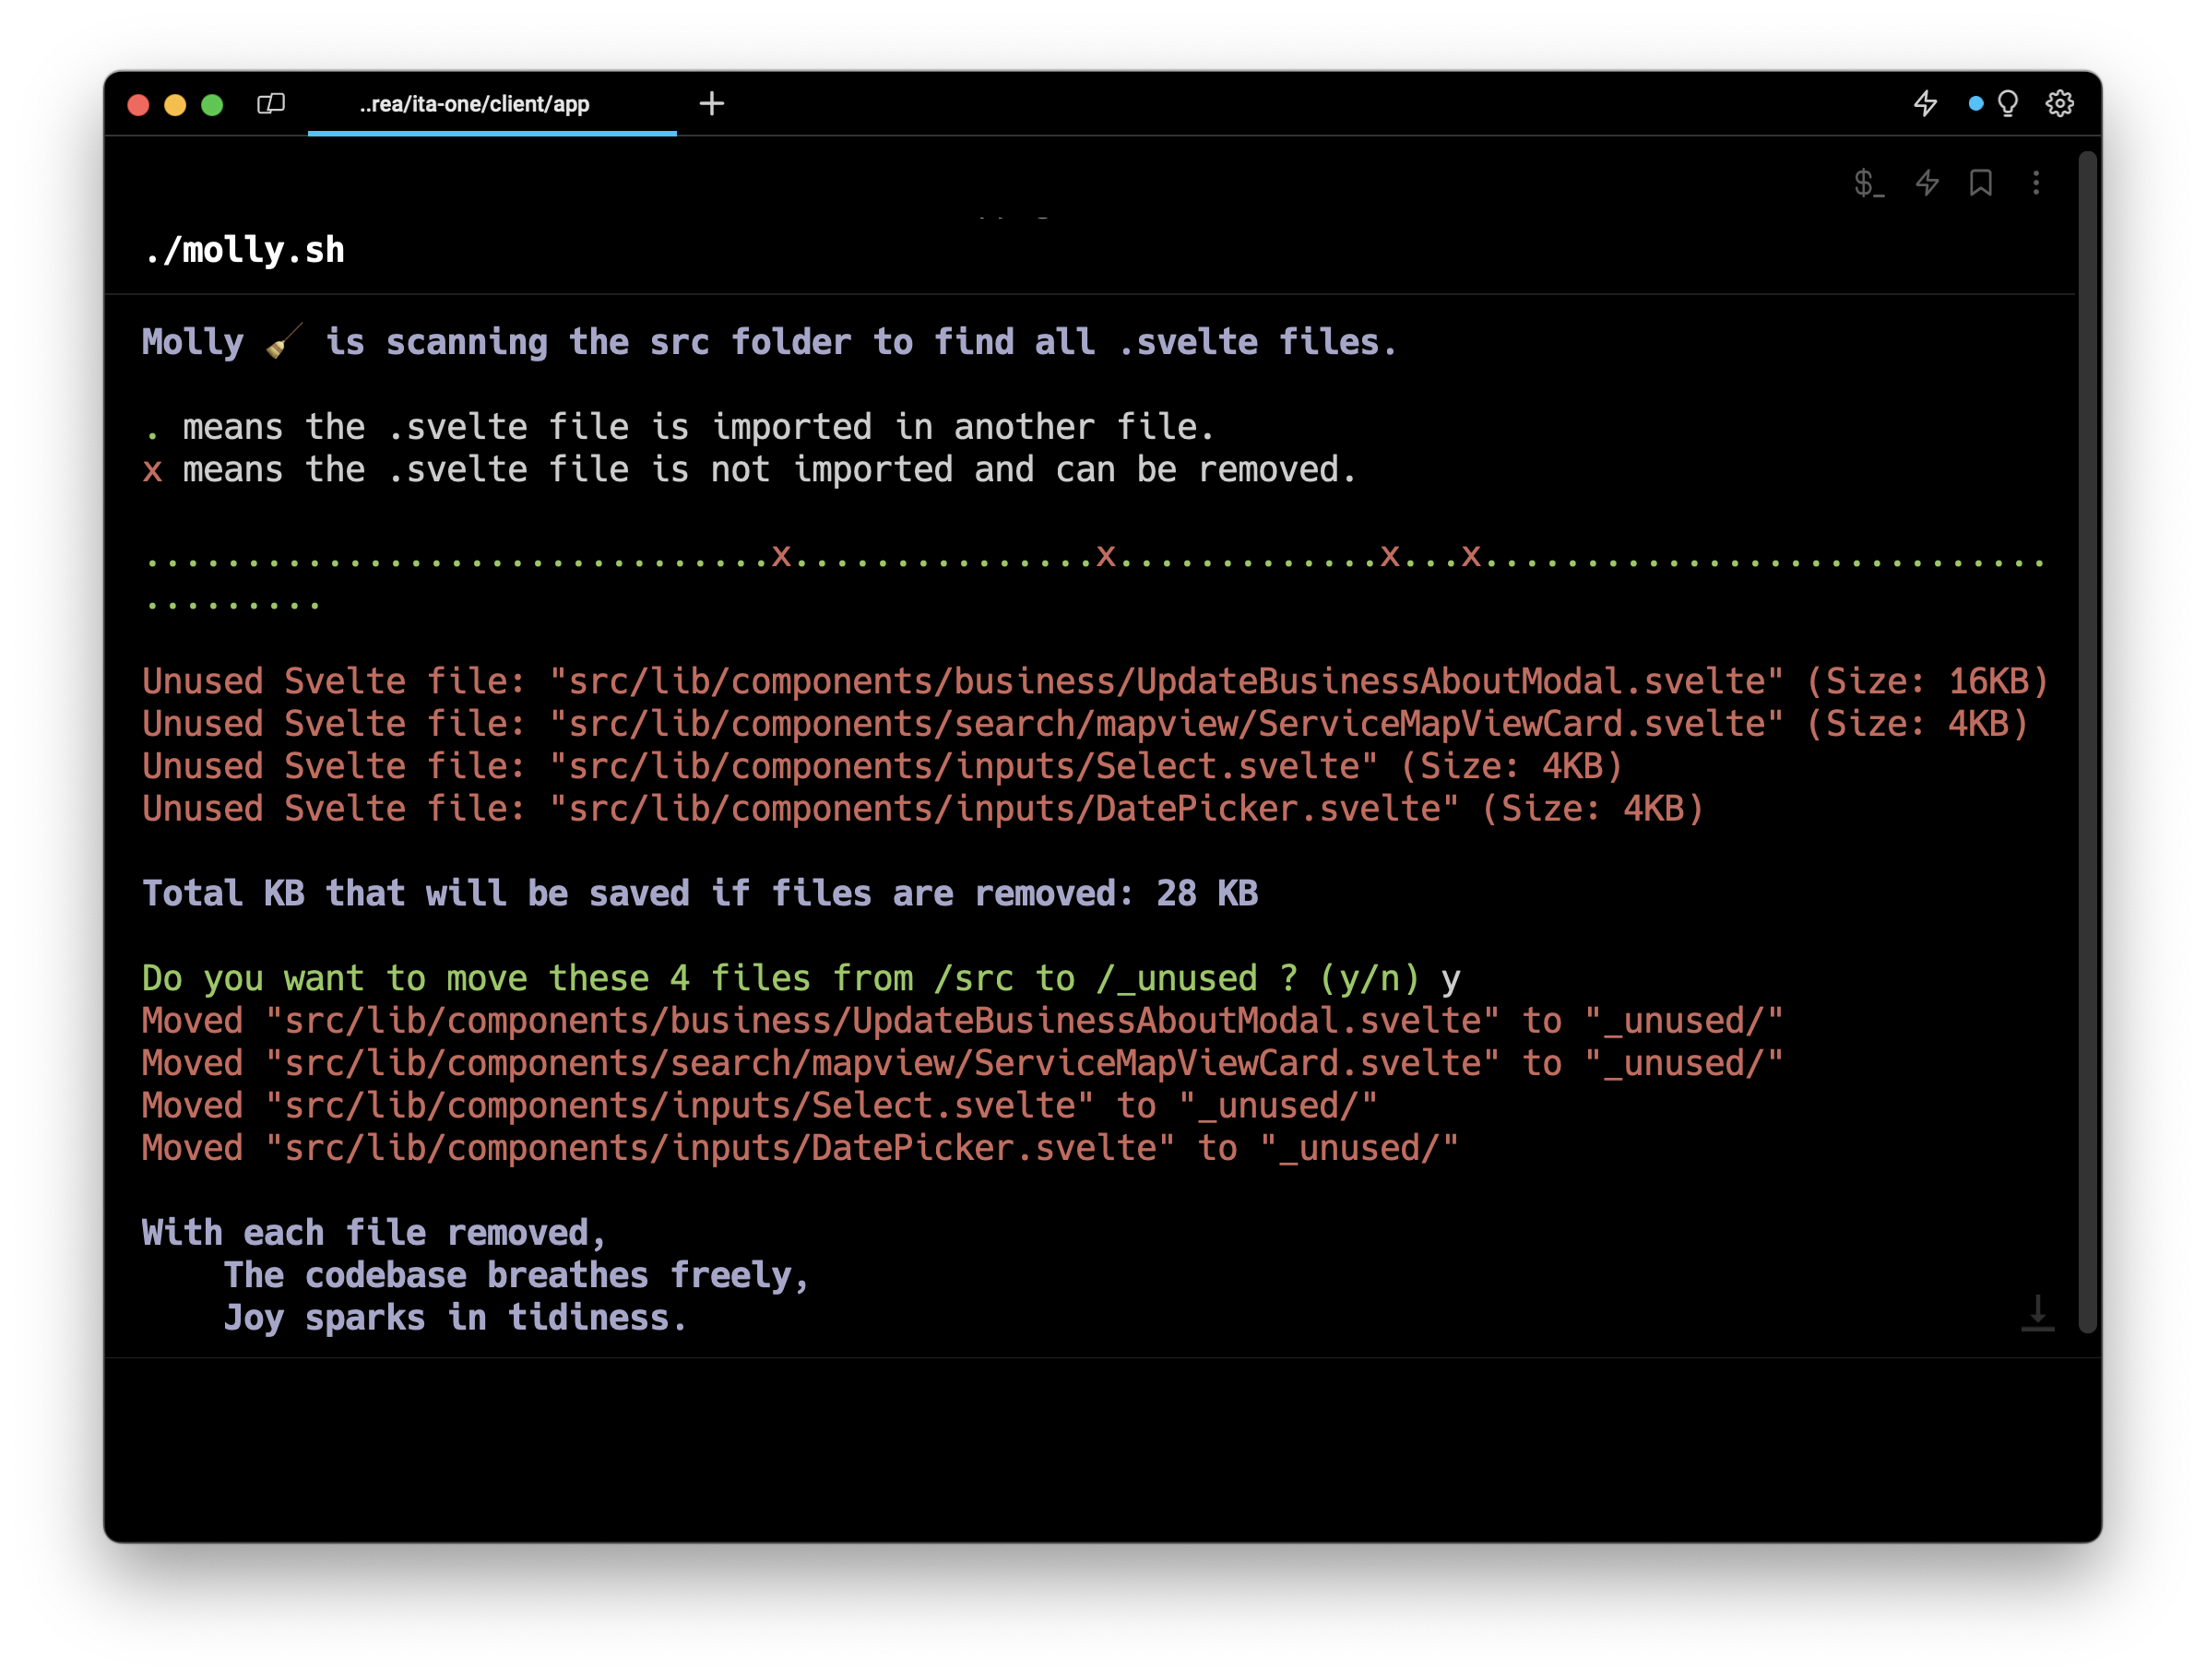 ..rea/ita-one/client/app
$_
./molly.sh
Molly 🧹 is scanning the src folder to find all .svelte files.
. means the .svelte file is imported in another file.
x means the .svelte file is not imported and can be removed.
...............................x...............x.............x...x............................
.........
Unused Svelte file: "src/lib/components/business/UpdateBusinessAboutModal.svelte" (Size: 16KB)
Unused Svelte file: "src/lib/components/search/mapview/ServiceMapViewCard.svelte" (Size: 4KB)
Unused Svelte file: "src/lib/components/inputs/Select.svelte" (Size: 4KB)
Unused Svelte file: "src/lib/components/inputs/DatePicker.svelte" (Size: 4KB)
Total KB that will be saved if files are removed: 28 KB
Do you want to move these 4 files from /src to /_unused ? (y/n) y
Moved "src/lib/components/business/UpdateBusinessAboutModal.svelte" to "_unused/"
Moved "src/lib/components/search/mapview/ServiceMapViewCard.svelte" to "_unused/"
Moved "src/lib/components/inputs/Select.svelte" to "_unused/"
Moved "src/lib/components/inputs/DatePicker.svelte" to "_unused/"
With each file removed,
The codebase breathes freely,
Joy sparks in tidiness.